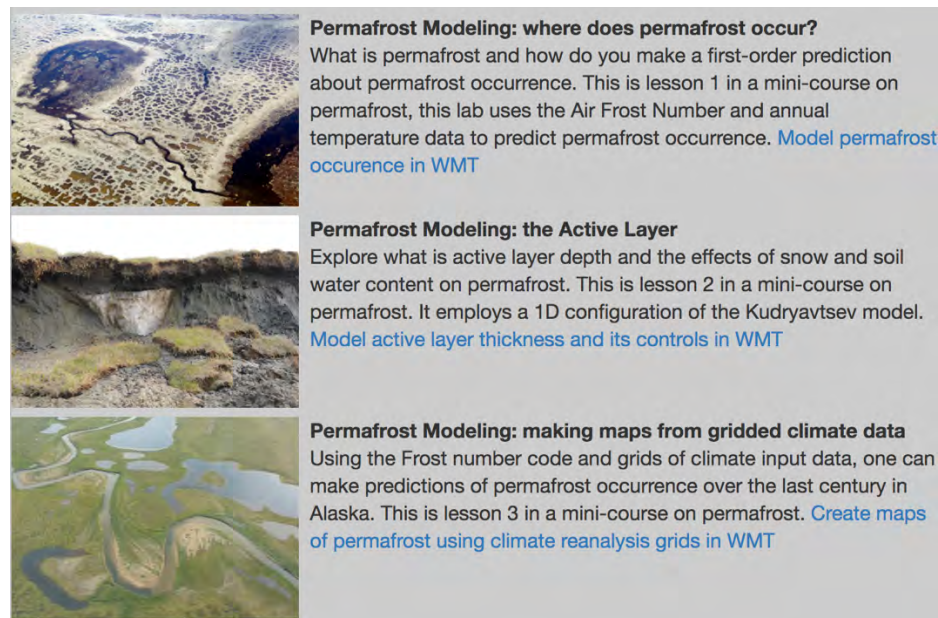 Permafrost Modeling: where does permafrost occur?
What is permafrost and how do you make a first-order prediction
about permafrost occurrence. This is lesson 1 in a mini-course on
permafrost, this lab uses the Air Frost Number and annual
temperature data to predict permafrost occurrence. Model permafrost
occurence in WMT
Permafrost Modeling: the Active Layer
Explore what is active layer depth and the effects of snow and soil
water content on permafrost. This is lesson 2 in a mini-course on
permafrost. It employs a 1D configuration of the Kudryavtsev model.
Model active layer thickness and its controls in WMT
Permafrost Modeling: making maps from gridded climate data
Using the Frost number code and grids of climate input data, one can
make predictions of permafrost occurrence over the last century in
Alaska. This is lesson 3 in a mini-course on permafrost. Create maps
of permafrost using climate reanalysis grids in WMT